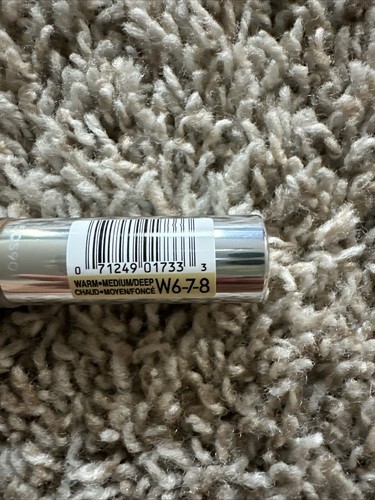 0 71249 01733 3
WARM•MEDIUM/DEEP
CHAUD•MOYEN/FONCÉ
W6-7-8